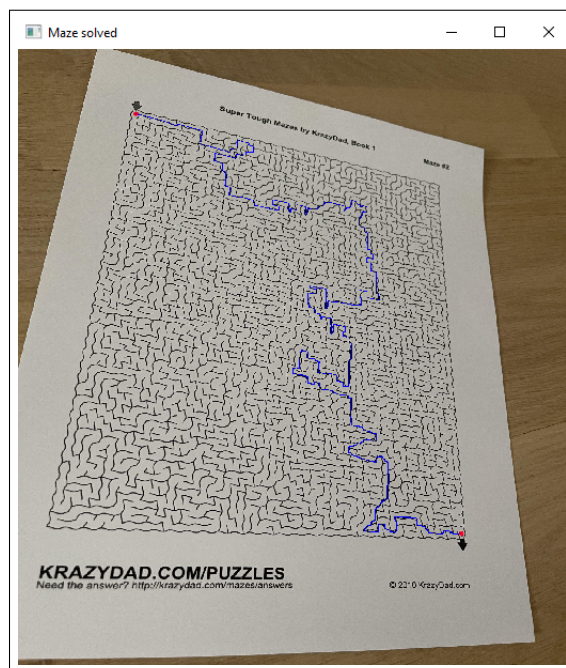 Maze solved
Super Tough Mazes by KrazyDad, Book 1
Maze #2
KRAZYDAD.COM/PUZZLES
Need the answer? http://krazydad.com/mazes/answers
© 2010 KrazyDad.com